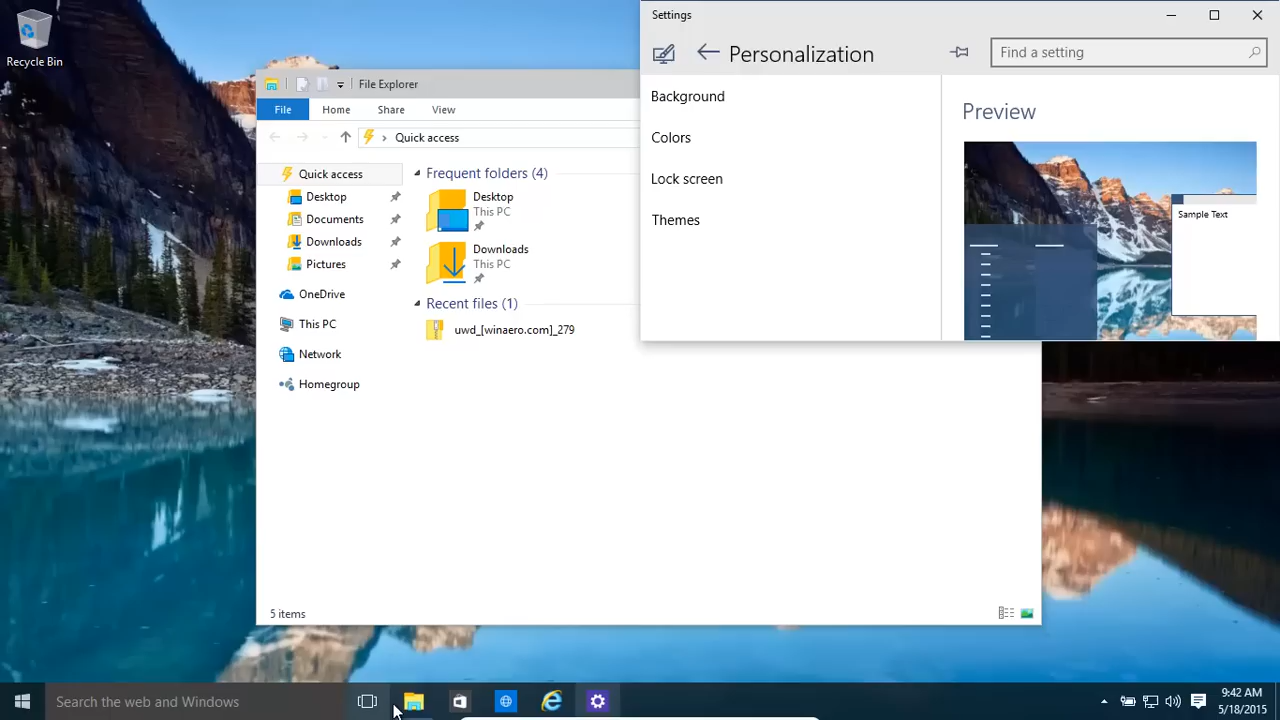 Recycle Bin
Settings
Personalization
Find a setting
Background
Colors
Lock screen
Themes
Preview
Sample Text
File Explorer
File
Home
Share
View
Quick access
Quick access
Desktop
Documents
Downloads
Pictures
OneDrive
This PC
Network
Homegroup
Frequent folders (4)
Desktop
This PC
Downloads
This PC
Recent files (1)
uwd_[winaero.com]_279
5 items
Search the web and Windows
9:42 AM
5/18/2015